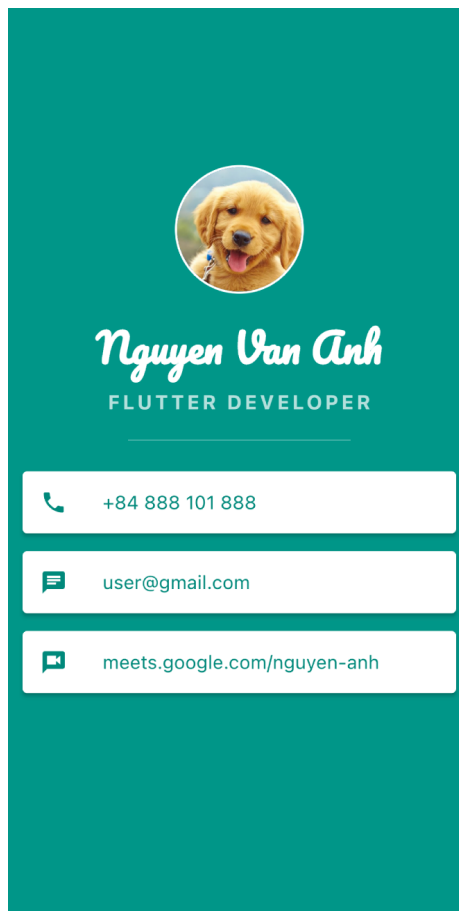 Nguyen Van Anh
FLUTTER DEVELOPER
+84 888 101 888
user@gmail.com
meets.google.com/nguyen-anh